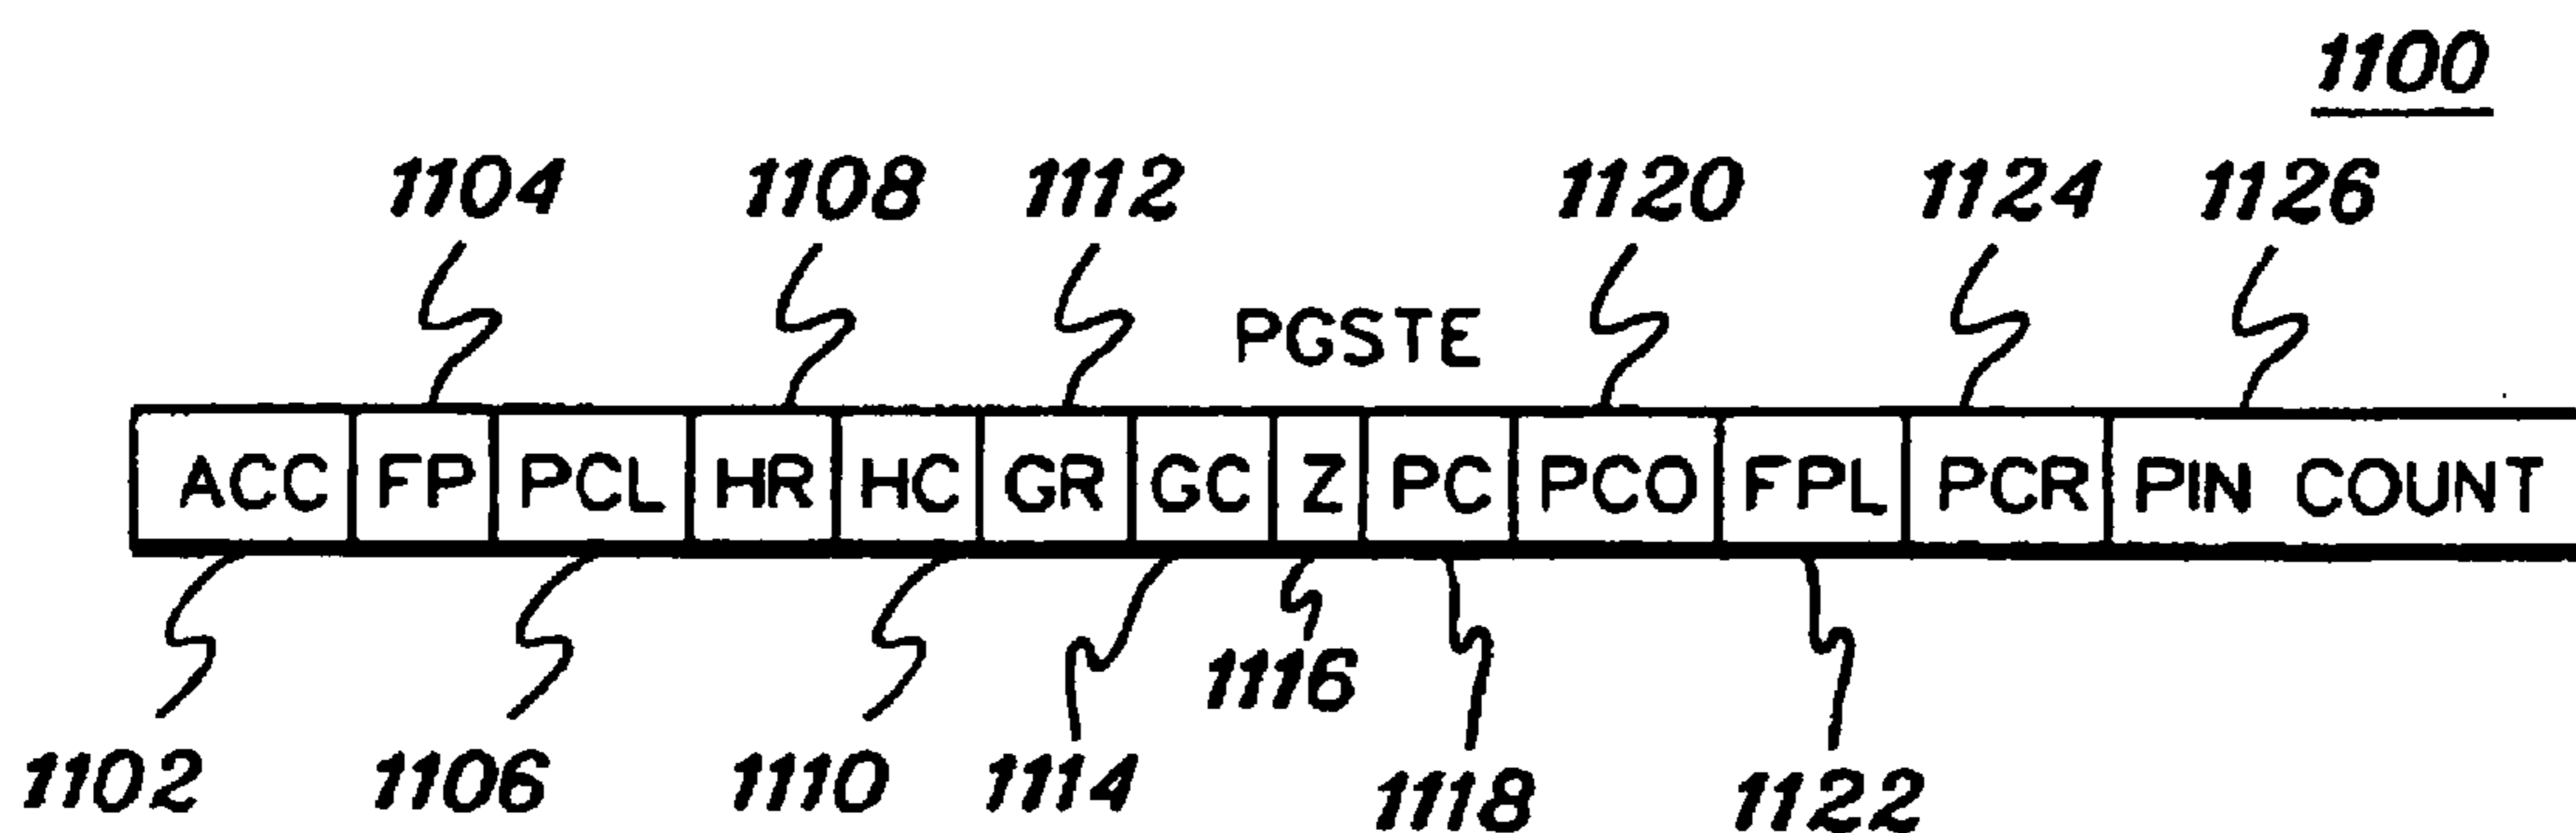 1100
1104 1108 1112 1120 1124 1126
PGSTE
ACC FP PCL HR HC GR GC Z PC PCO FPL PCR PIN COUNT
1116
1102 1106 1110 1114 1118 1122